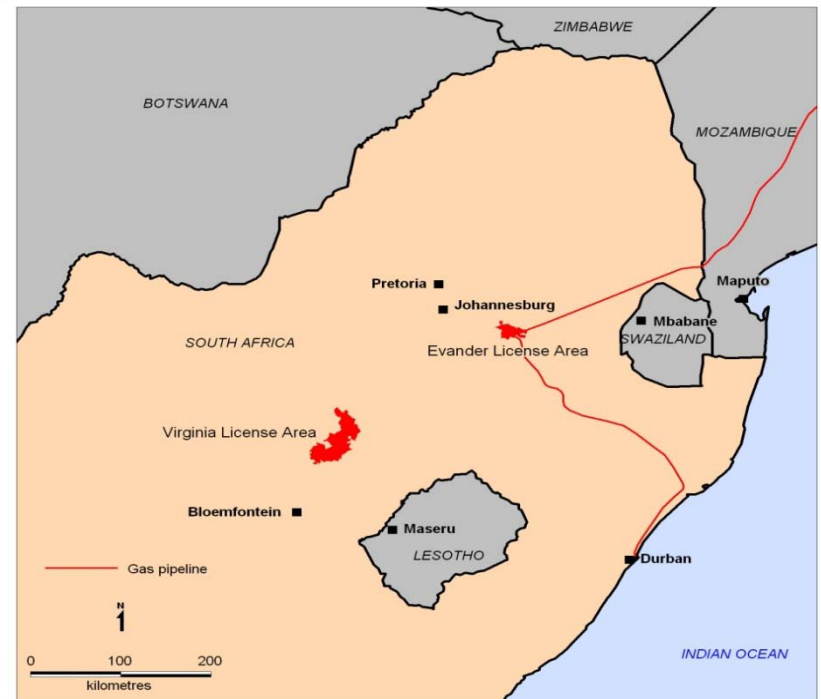 ZIMBABWE
BOTSWANA
MOZAMBIQUE
Pretoria
Maputo
Johannesburg
Mbabane
SWAZILAND
SOUTH AFRICA
Evander License Area
Virginia License Area
Bloemfontein
Maseru
LESOTHO
Durban
Gas pipeline
N
INDIAN OCEAN
0 100 200
kilometres